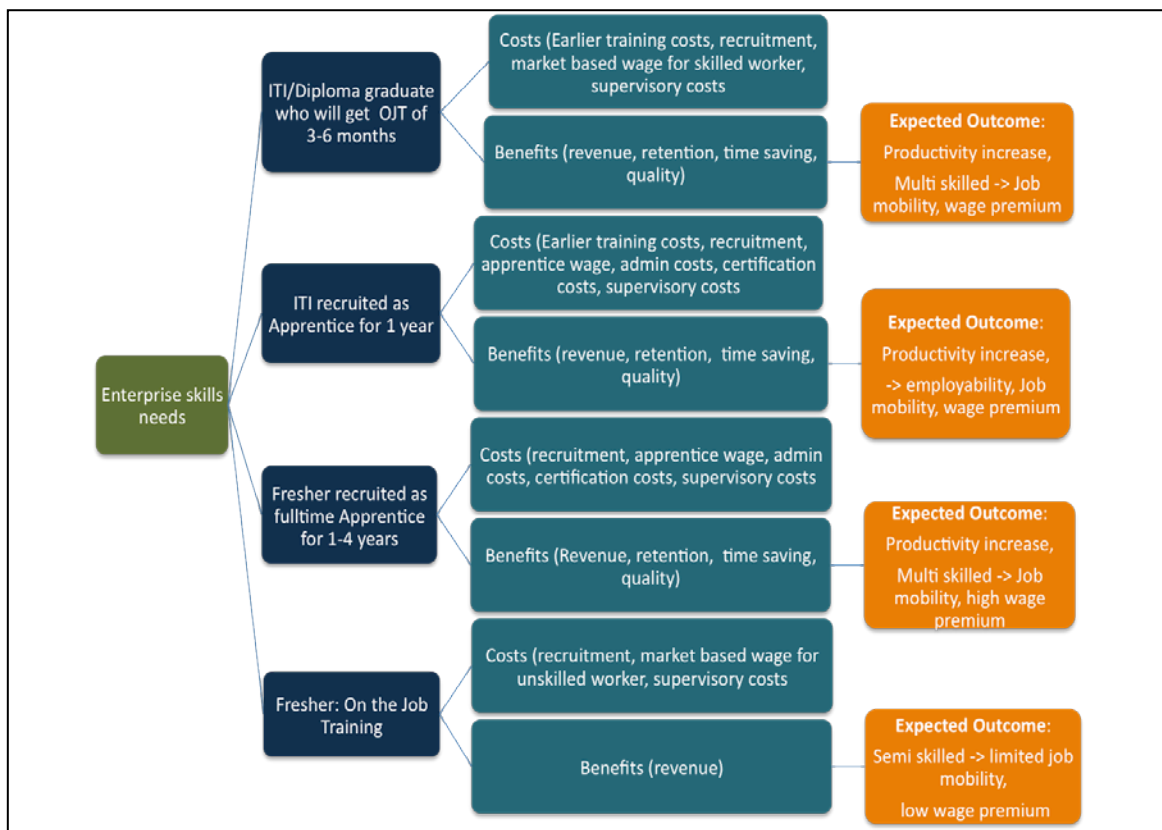 Enterprise skills
needs
ITI/Diploma graduate
who will get  OJT of
3-6 months
Costs (Earlier training costs, recruitment,
market based wage for skilled worker,
supervisory costs
Benefits (revenue, retention, time saving,
quality)
Expected Outcome:
Productivity increase,
Multi skilled -> Job
mobility, wage premium
ITI recruited as
Apprentice for 1 year
Costs (Earlier training costs, recruitment,
apprentice wage, admin costs, certification
costs, supervisory costs
Benefits (revenue, retention,  time saving,
quality)
Expected Outcome:
Productivity increase,
-> employability, Job
mobility, wage premium
Fresher recruited as
fulltime Apprentice
for 1-4 years
Costs (recruitment, apprentice wage, admin
costs, certification costs, supervisory costs
Benefits (Revenue, retention,  time saving,
quality)
Expected Outcome:
Productivity increase,
Multi skilled -> Job
mobility, high wage
premium
Fresher: On the Job
Training
Costs (recruitment, market based wage for
unskilled worker, supervisory costs
Benefits (revenue)
Expected Outcome:
Semi skilled -> limited job
mobility,
low wage premium